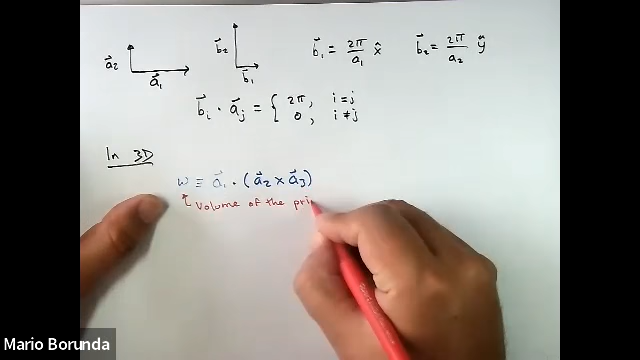 a⃗₂ a⃗₁ b⃗₂ b⃗₁ b⃗₁ = 2π/a₁ x̂ b⃗₂ = 2π/a₂ ŷ
b⃗ᵢ · a⃗ⱼ = { 2π, i=j
0, i≠j
In 3D
w ≡ a⃗₁ · (a⃗₂ × a⃗₃)
Volume of the pri
Mario Borunda